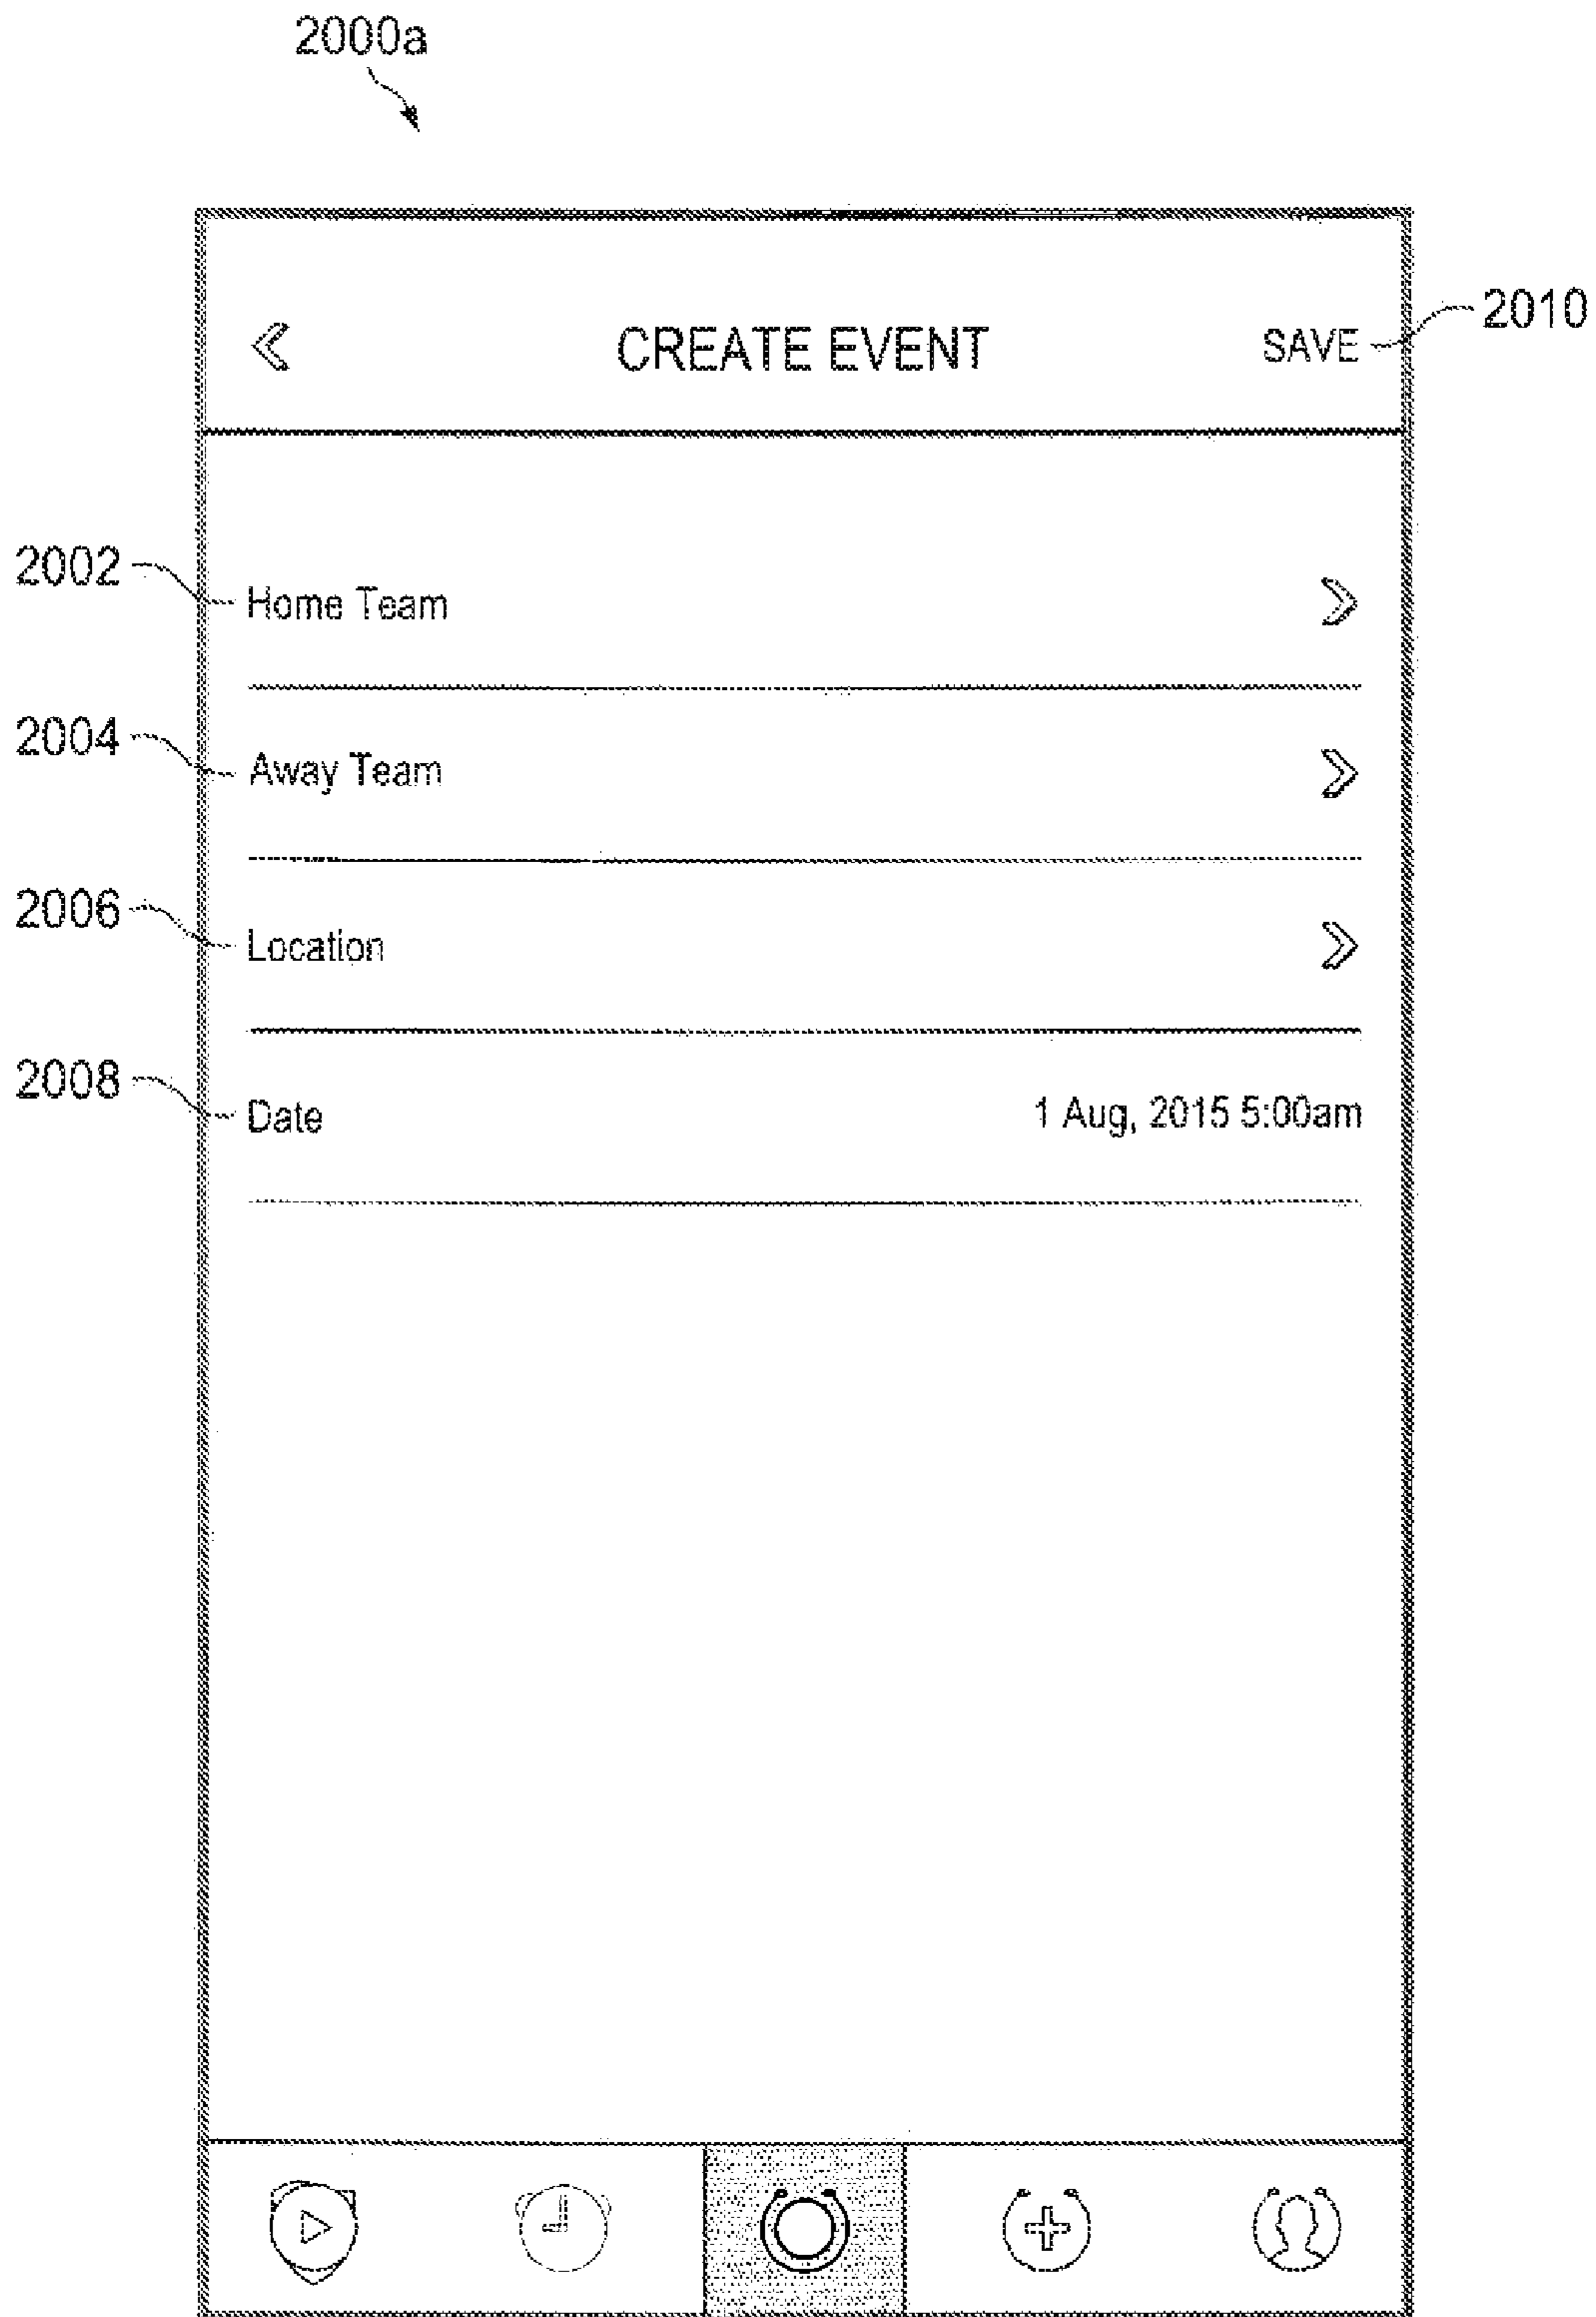 2000a
CREATE EVENT SAVE 2010
2002 Home Team
2004 Away Team
2006 Location
2008 Date 1 Aug, 2015 5:00am